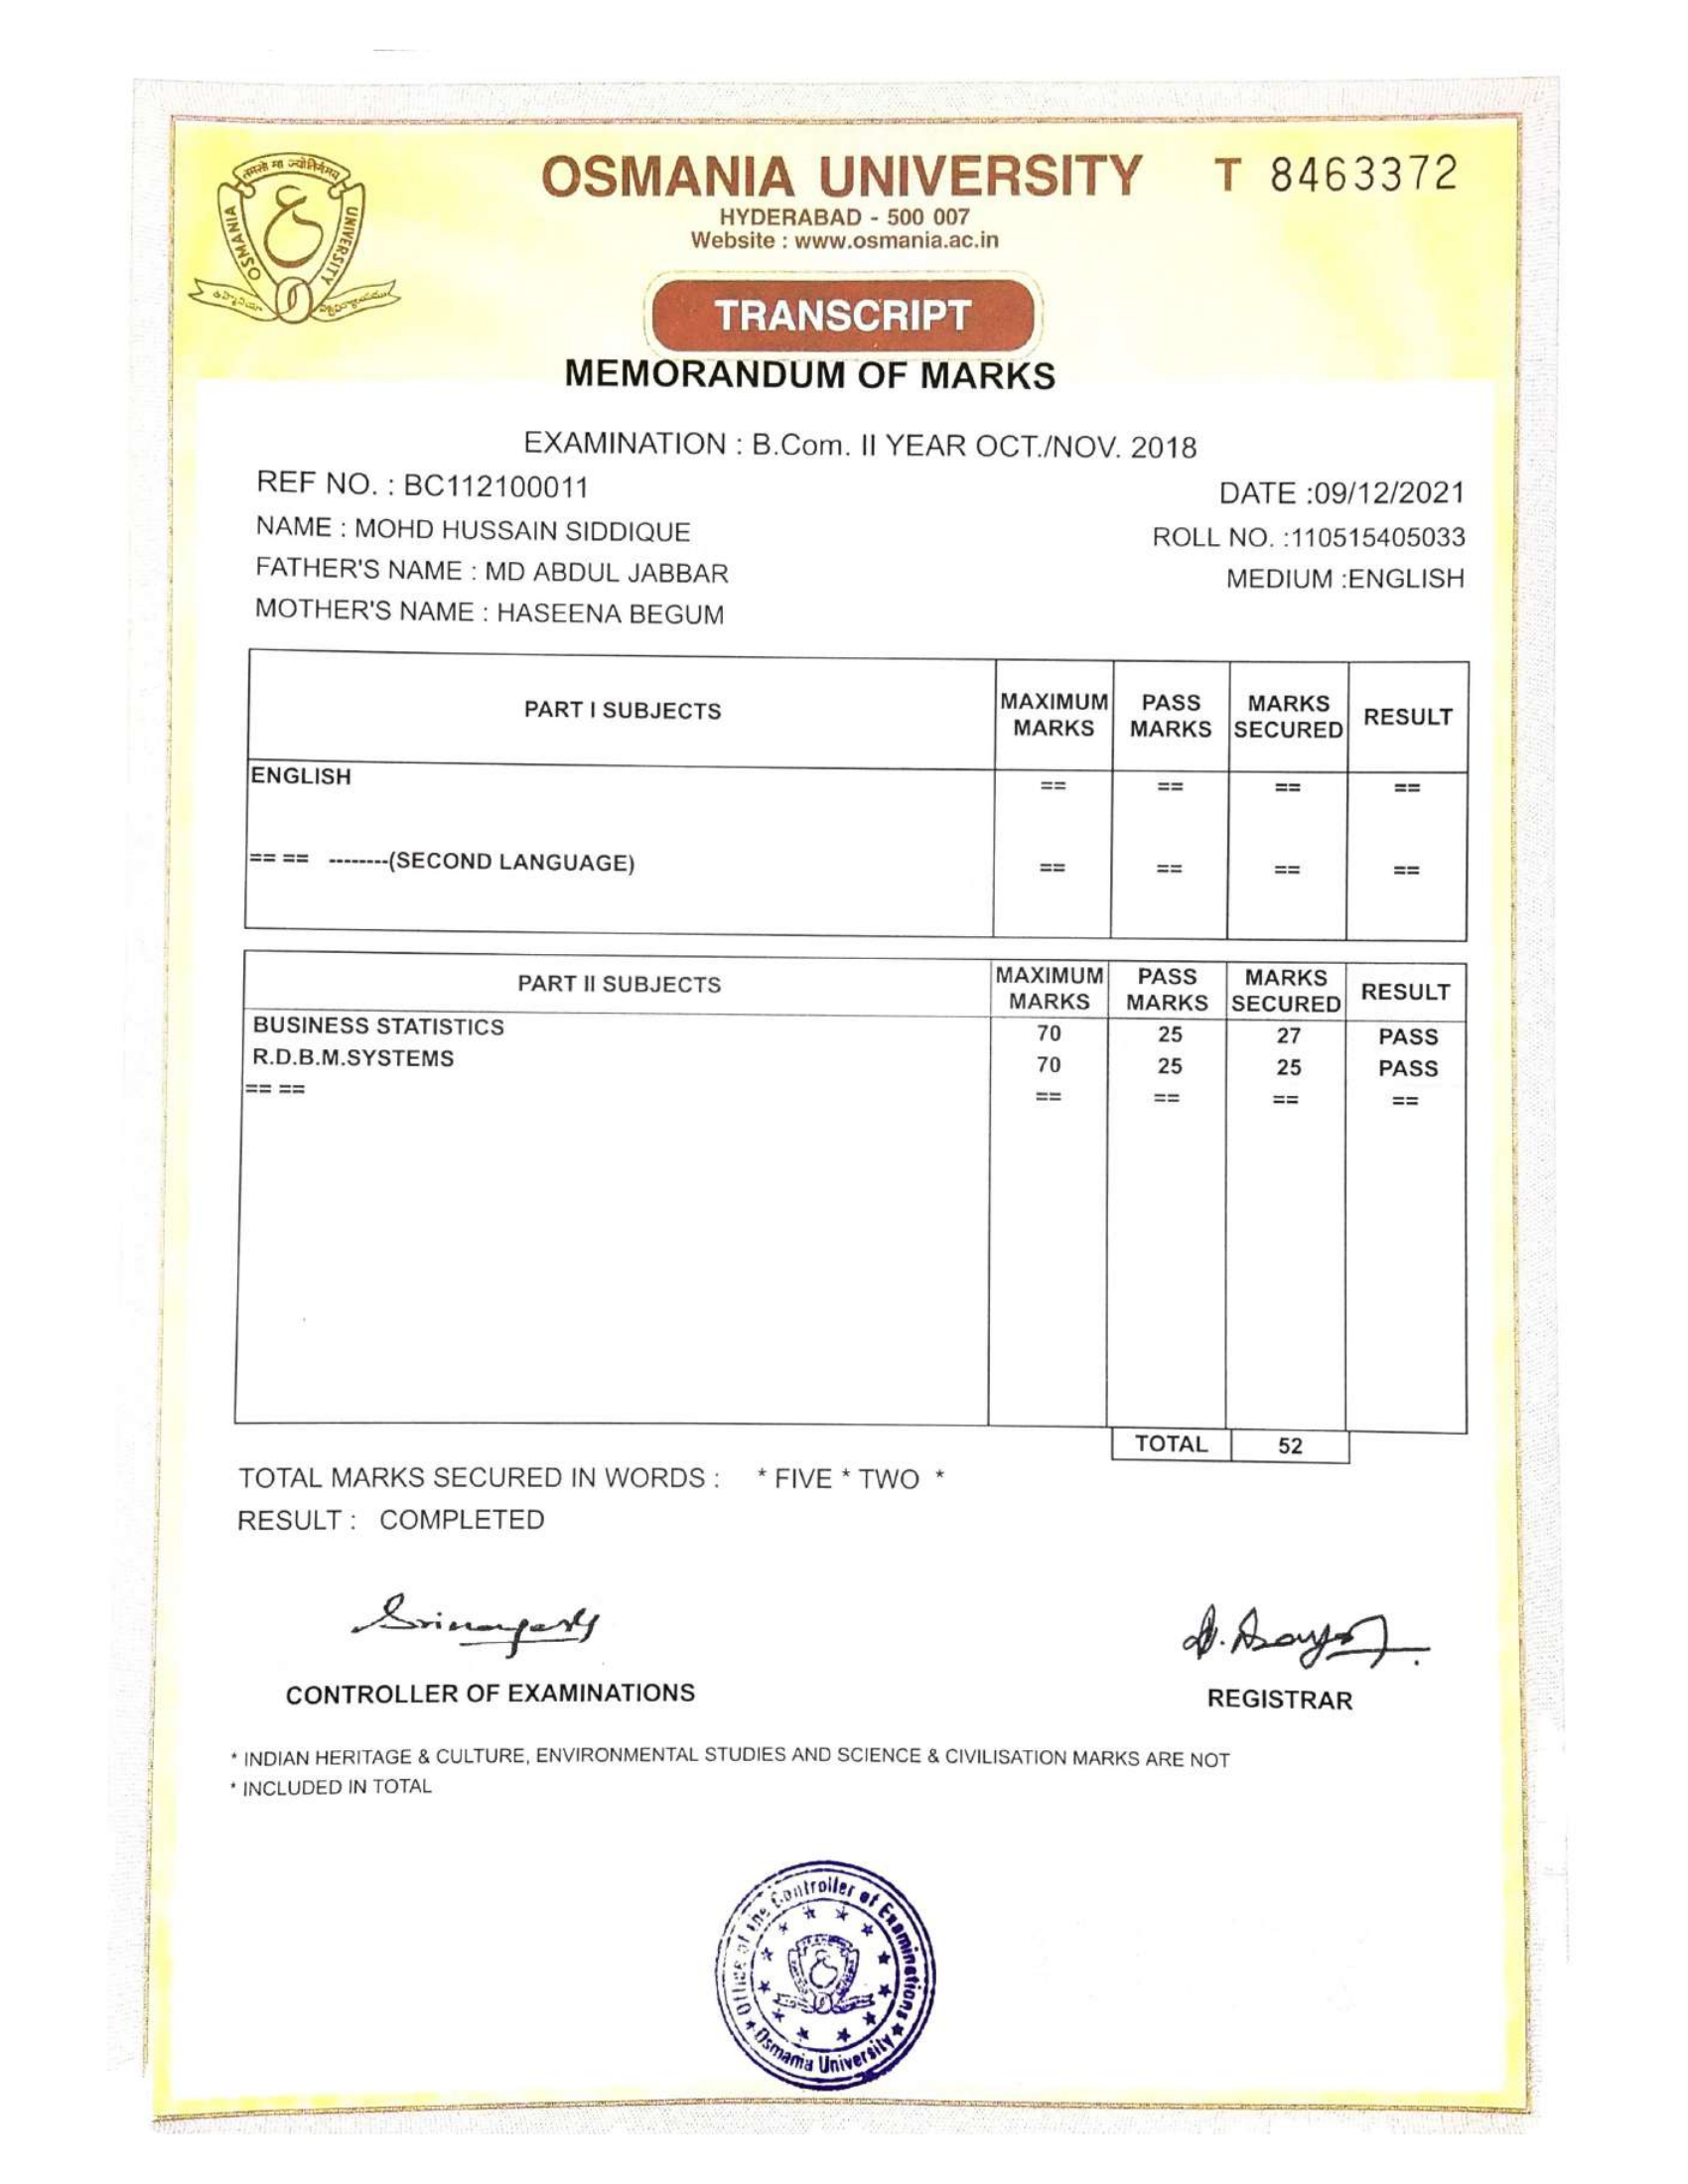 तमसो मा ज्योतिर्गमय
OSMANIA UNIVERSITY
OSMANIA UNIVERSITY T 8463372
HYDERABAD - 500 007
Website : www.osmania.ac.in
TRANSCRIPT
MEMORANDUM OF MARKS
EXAMINATION : B.Com. II YEAR OCT./NOV. 2018
REF NO. : BC112100011 DATE :09/12/2021
NAME : MOHD HUSSAIN SIDDIQUE ROLL NO. :110515405033
FATHER'S NAME : MD ABDUL JABBAR MEDIUM :ENGLISH
MOTHER'S NAME : HASEENA BEGUM
PART I SUBJECTS MAXIMUM MARKS PASS MARKS MARKS SECURED RESULT
ENGLISH == == == ==
== == --------(SECOND LANGUAGE) == == == ==
PART II SUBJECTS MAXIMUM MARKS PASS MARKS MARKS SECURED RESULT
BUSINESS STATISTICS 70 25 27 PASS
R.D.B.M.SYSTEMS 70 25 25 PASS
== == == == == ==
TOTAL 52
TOTAL MARKS SECURED IN WORDS : * FIVE * TWO *
RESULT : COMPLETED
CONTROLLER OF EXAMINATIONS REGISTRAR
* INDIAN HERITAGE & CULTURE, ENVIRONMENTAL STUDIES AND SCIENCE & CIVILISATION MARKS ARE NOT
* INCLUDED IN TOTAL
Office of the Controller of Examinations
Osmania University